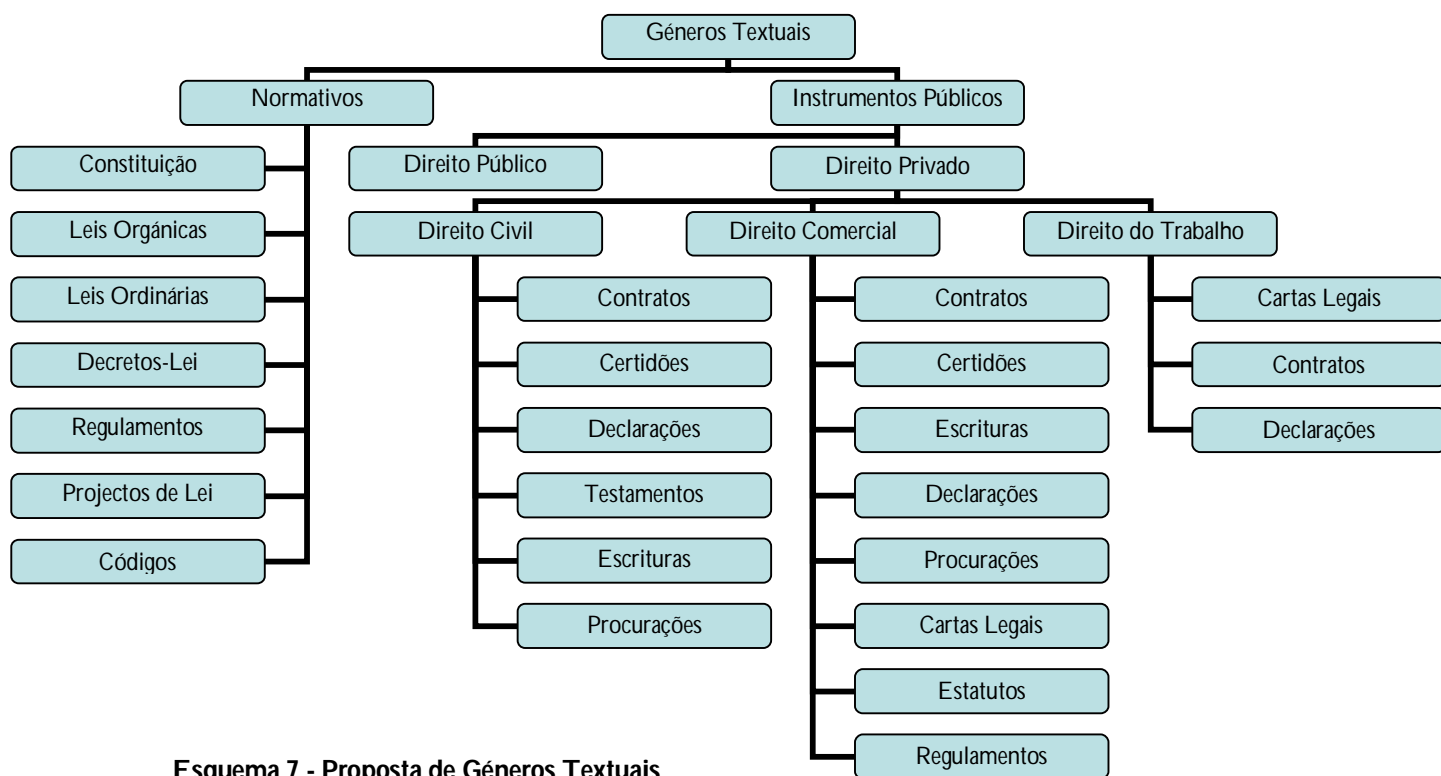 Géneros Textuais
Normativos
Instrumentos Públicos
Constituição
Direito Público
Direito Privado
Leis Orgánicas
Direito Civil
Direito Comercial
Direito do Trabalho
Leis Ordinárias
Contratos
Contratos
Cartas Legais
Decretos-Lei
Certidões
Certidões
Contratos
Regulamentos
Declarações
Escrituras
Declarações
Projectos de Lei
Testamentos
Declarações
Códigos
Escrituras
Procurações
Procurações
Cartas Legais
Estatutos
Regulamentos
Esquema 7 - Proposta de Géneros Textuais